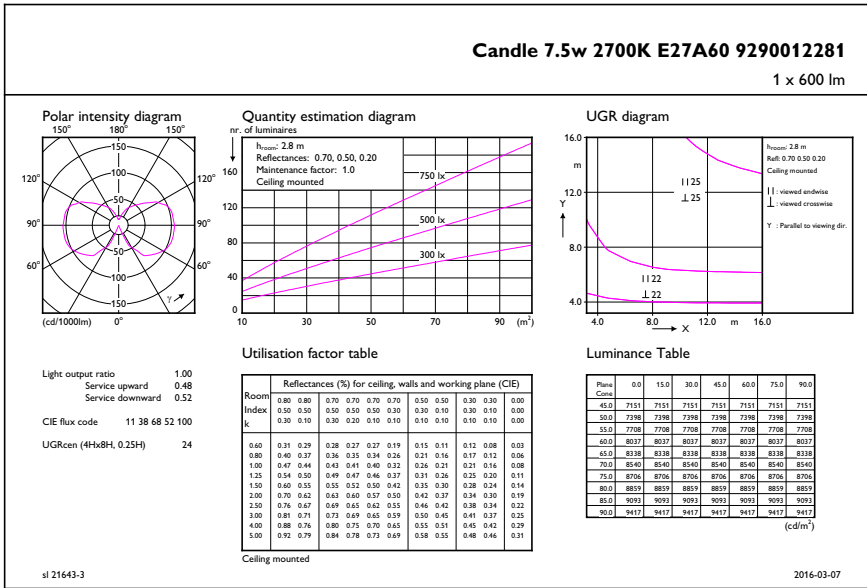 Candle 7.5w 2700K E27A60 9290012281
1 x 600 lm
Polar intensity diagram
150° 180° 150°
120° 120°
90° 90°
60° 60°
150
100
50
50
100
150
γ
(cd/1000lm) 0°
Quantity estimation diagram
nr. of luminaires
hroom: 2.8 m
Reflectances: 0.70, 0.50, 0.20
Maintenance factor: 1.0
Ceiling mounted
160
120
80
40
0
750 lx
500 lx
300 lx
10 30 50 70 90 (m²)
UGR diagram
16.0
m
12.0
Y
8.0
4.0
II25
⊥ 25
II22
⊥ 22
4.0 8.0 12.0 m 16.0
X
hroom: 2.8 m
Refl: 0.70 0.50 0.20
Ceiling mounted
II : viewed endwise
⊥ : viewed crosswise
Y : Parallel to viewing dir.
Light output ratio 1.00
Service upward 0.48
Service downward 0.52
CIE flux code 11 38 68 52 100
UGRcen (4Hx8H, 0.25H) 24
Utilisation factor table
Room Index k
Reflectances (%) for ceiling, walls and working plane (CIE)
0.80 0.80 0.70 0.70 0.70 0.70 0.50 0.50 0.30 0.30 0.00
0.50 0.50 0.50 0.50 0.50 0.30 0.30 0.10 0.30 0.10 0.00
0.30 0.10 0.30 0.20 0.10 0.10 0.10 0.10 0.10 0.10 0.00
0.60 0.31 0.29 0.28 0.27 0.27 0.19 0.15 0.11 0.12 0.08 0.03
0.80 0.40 0.37 0.36 0.35 0.34 0.26 0.21 0.16 0.17 0.12 0.06
1.00 0.47 0.44 0.43 0.41 0.40 0.32 0.26 0.21 0.21 0.16 0.08
1.25 0.54 0.50 0.49 0.47 0.46 0.37 0.31 0.26 0.25 0.20 0.11
1.50 0.60 0.55 0.55 0.52 0.50 0.42 0.35 0.30 0.28 0.24 0.14
2.00 0.70 0.62 0.63 0.60 0.57 0.50 0.42 0.37 0.34 0.30 0.19
2.50 0.76 0.67 0.69 0.65 0.62 0.55 0.46 0.42 0.38 0.34 0.22
3.00 0.81 0.71 0.73 0.69 0.65 0.59 0.50 0.45 0.41 0.37 0.25
4.00 0.88 0.76 0.80 0.75 0.70 0.65 0.55 0.51 0.45 0.42 0.29
5.00 0.92 0.79 0.84 0.78 0.73 0.69 0.58 0.55 0.48 0.46 0.31
Ceiling mounted
Luminance Table
Plane 0.0 15.0 30.0 45.0 60.0 75.0 90.0
Cone
45.0 7151 7151 7151 7151 7151 7151 7151
50.0 7398 7398 7398 7398 7398 7398 7398
55.0 7708 7708 7708 7708 7708 7708 7708
60.0 8037 8037 8037 8037 8037 8037 8037
65.0 8338 8338 8338 8338 8338 8338 8338
70.0 8540 8540 8540 8540 8540 8540 8540
75.0 8706 8706 8706 8706 8706 8706 8706
80.0 8859 8859 8859 8859 8859 8859 8859
85.0 9093 9093 9093 9093 9093 9093 9093
90.0 9417 9417 9417 9417 9417 9417 9417
(cd/m²)
sl 21643-3
2016-03-07